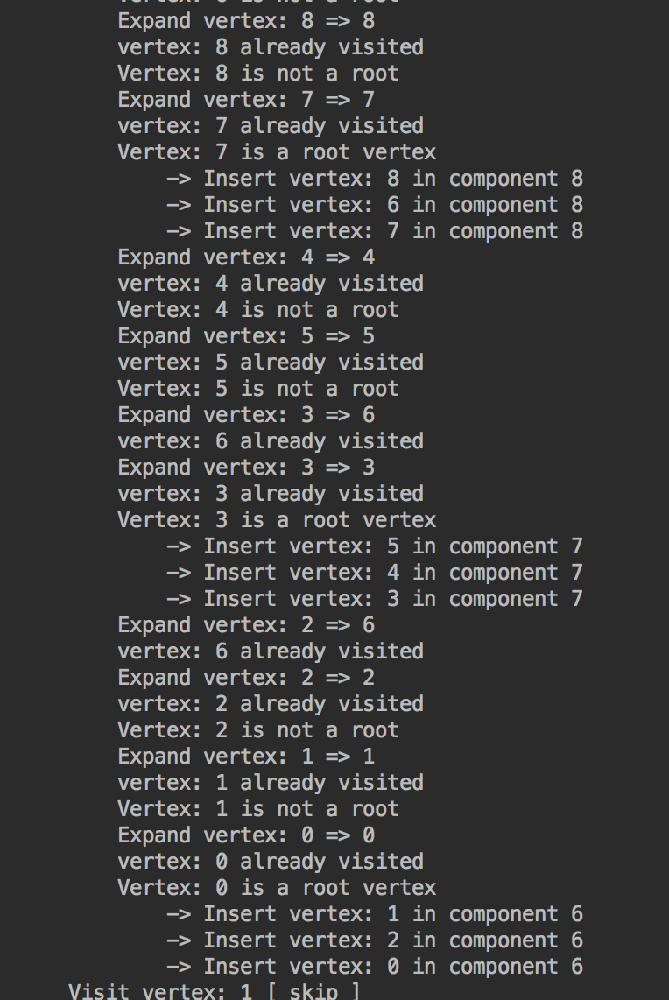 is not a root
Expand vertex: 8 => 8
vertex: 8 already visited
Vertex: 8 is not a root
Expand vertex: 7 => 7
vertex: 7 already visited
Vertex: 7 is a root vertex
–> Insert vertex: 8 in component 8
–> Insert vertex: 6 in component 8
–> Insert vertex: 7 in component 8
Expand vertex: 4 => 4
vertex: 4 already visited
Vertex: 4 is not a root
Expand vertex: 5 => 5
vertex: 5 already visited
Vertex: 5 is not a root
Expand vertex: 3 => 6
vertex: 6 already visited
Expand vertex: 3 => 3
vertex: 3 already visited
Vertex: 3 is a root vertex
–> Insert vertex: 5 in component 7
–> Insert vertex: 4 in component 7
–> Insert vertex: 3 in component 7
Expand vertex: 2 => 6
vertex: 6 already visited
Expand vertex: 2 => 2
vertex: 2 already visited
Vertex: 2 is not a root
Expand vertex: 1 => 1
vertex: 1 already visited
Vertex: 1 is not a root
Expand vertex: 0 => 0
vertex: 0 already visited
Vertex: 0 is a root vertex
–> Insert vertex: 1 in component 6
–> Insert vertex: 2 in component 6
–> Insert vertex: 0 in component 6
Visit vertex: 1 [ skip ]